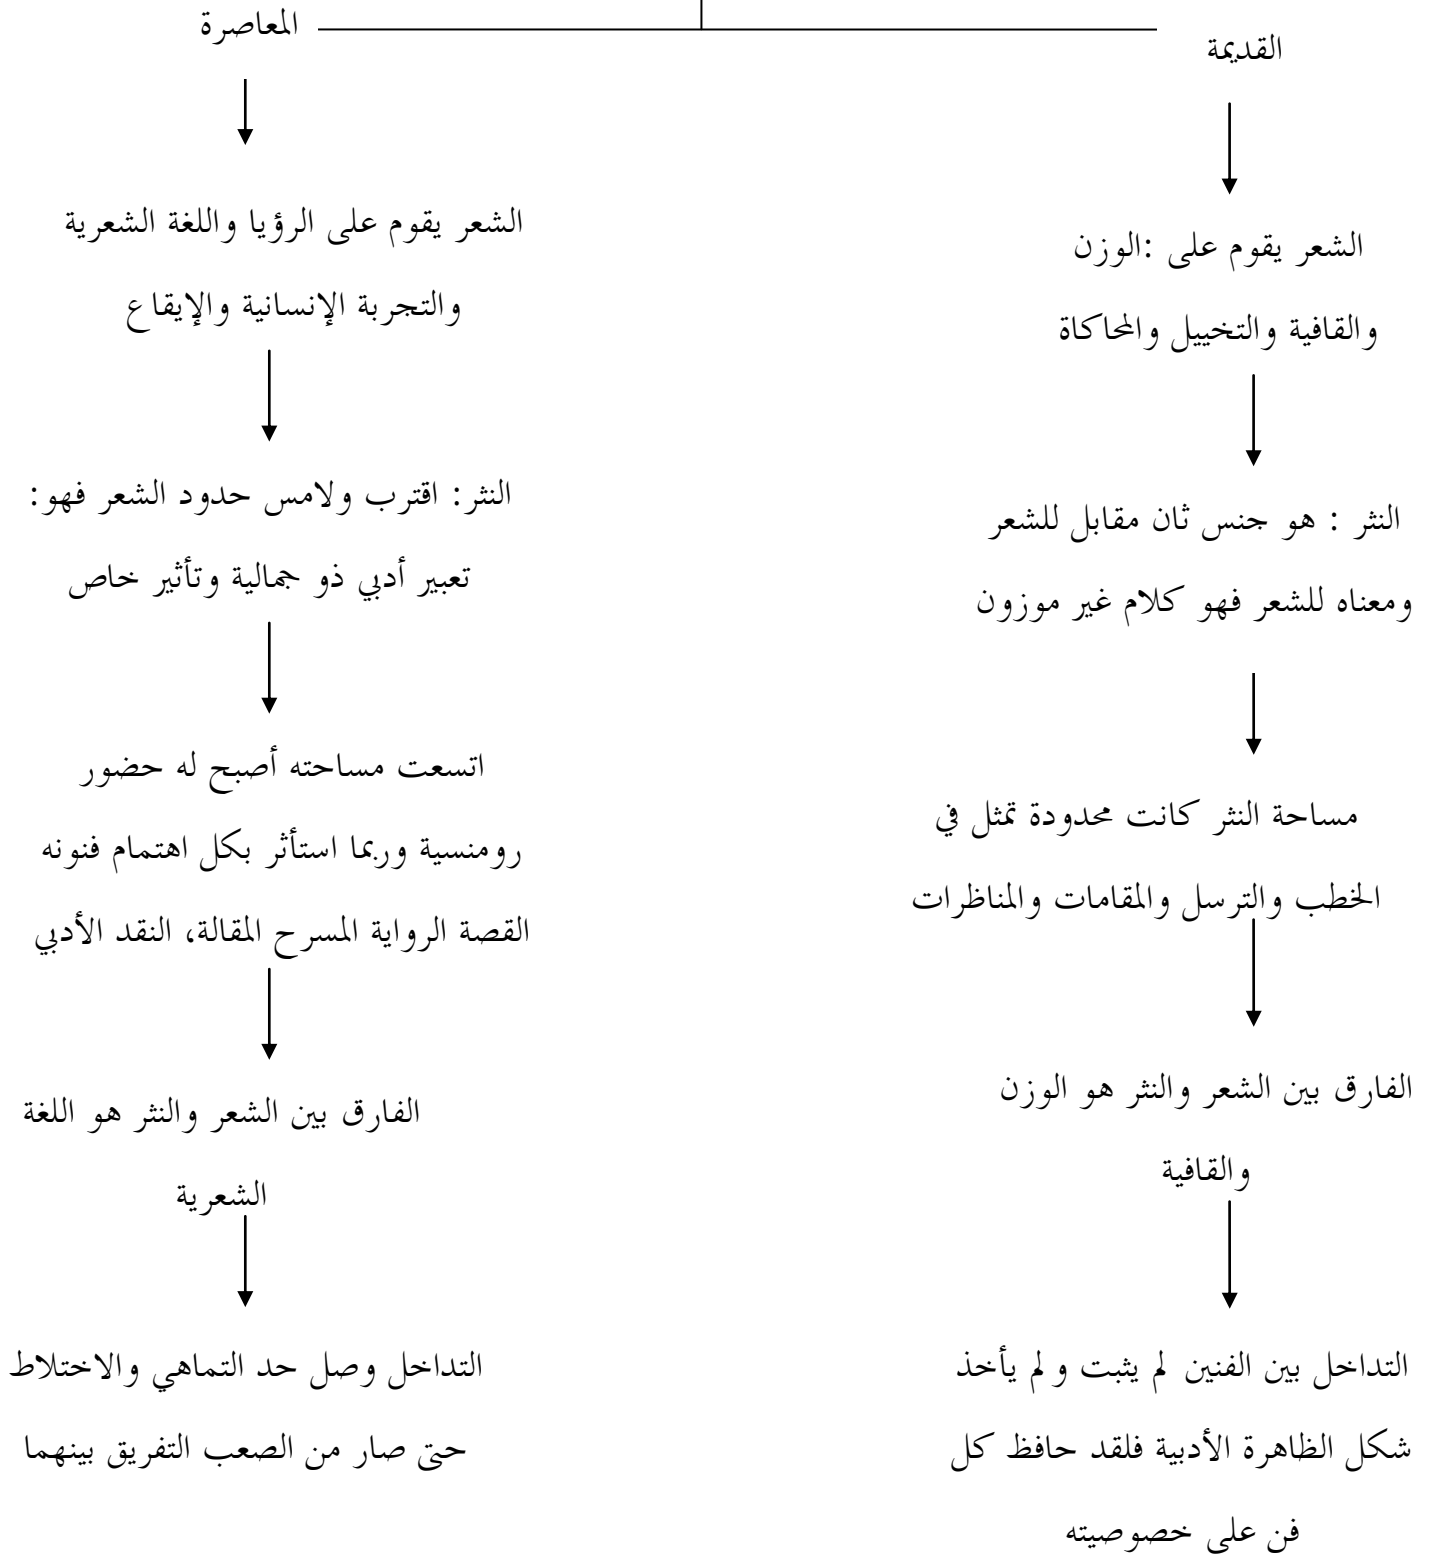 القديمة
الشعر يقوم على :الوزن
والقافية والتخييل والمحاكاة
النثر : هو جنس ثان مقابل للشعر
ومعناه للشعر فهو كلام غير موزون
مساحة النثر كانت محدودة تمثل في
الخطب والترسل والمقامات والمناظرات
الفارق بين الشعر والنثر هو الوزن
والقافية
التداخل بين الفنين لم يثبت و لم يأخذ
شكل الظاهرة الأدبية فلقد حافظ كل
فن على خصوصيته
المعاصرة
الشعر يقوم على الرؤيا واللغة الشعرية
والتجربة الإنسانية والإيقاع
النثر: اقترب ولامس حدود الشعر فهو:
تعبير أدبي ذو جمالية وتأثير خاص
اتسعت مساحته أصبح له حضور
رومنسية وربما استأثر بكل اهتمام فنونه
القصة الرواية المسرح المقالة، النقد الأدبي
الفارق بين الشعر والنثر هو اللغة
الشعرية
التداخل وصل حد التماهي والاختلاط
حتى صار من الصعب التفريق بينهما